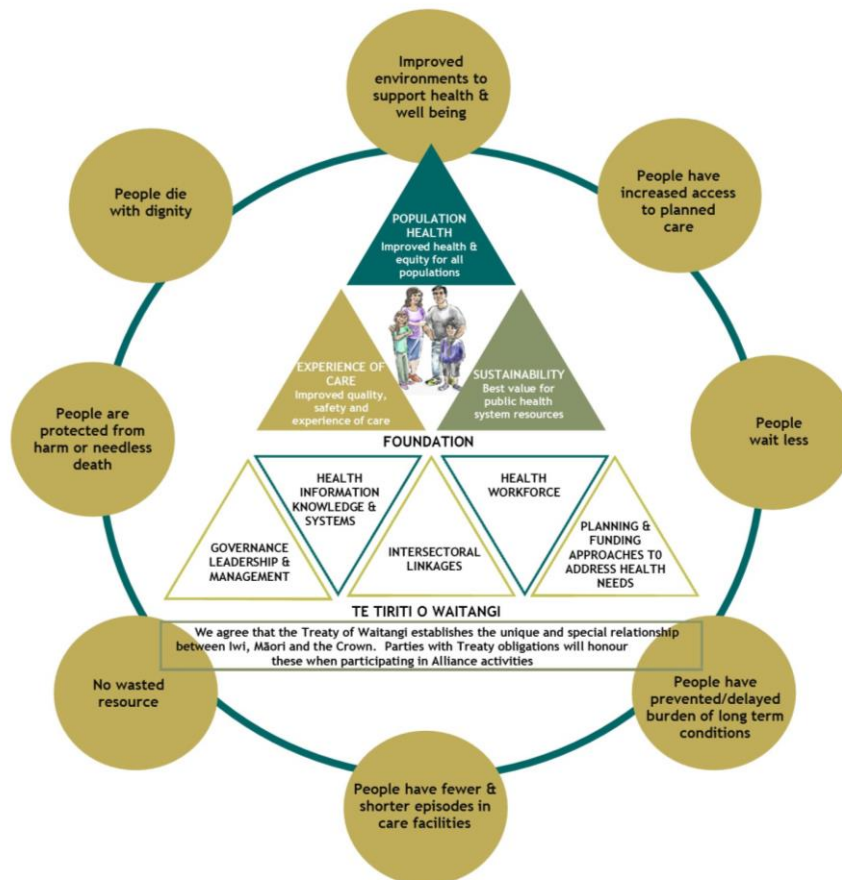 Improved
environments to
support health &
well being
People die
with dignity
People have
increased access
to planned
care
POPULATION
HEALTH
Improved health &
equity for all
populations
EXPERIENCE OF
CARE
Improved quality,
safety and
experience of care
SUSTAINABILITY
Best value for
public health
system resources
People are
protected from
harm or needless
death
People
wait less
FOUNDATION
HEALTH
INFORMATION
KNOWLEDGE &
SYSTEMS
HEALTH
WORKFORCE
GOVERNANCE
LEADERSHIP &
MANAGEMENT
INTERSECTORAL
LINKAGES
PLANNING &
FUNDING
APPROACHES T0
ADDRESS HEALTH
NEEDS
TE TIRITI O WAITANGI
We agree that the Treaty of Waitangi establishes the unique and special relationship
between Iwi, Māori and the Crown. Parties with Treaty obligations will honour
these when participating in Alliance activities
No wasted
resource
People have
prevented/delayed
burden of long term
conditions
People have fewer &
shorter episodes in
care facilities